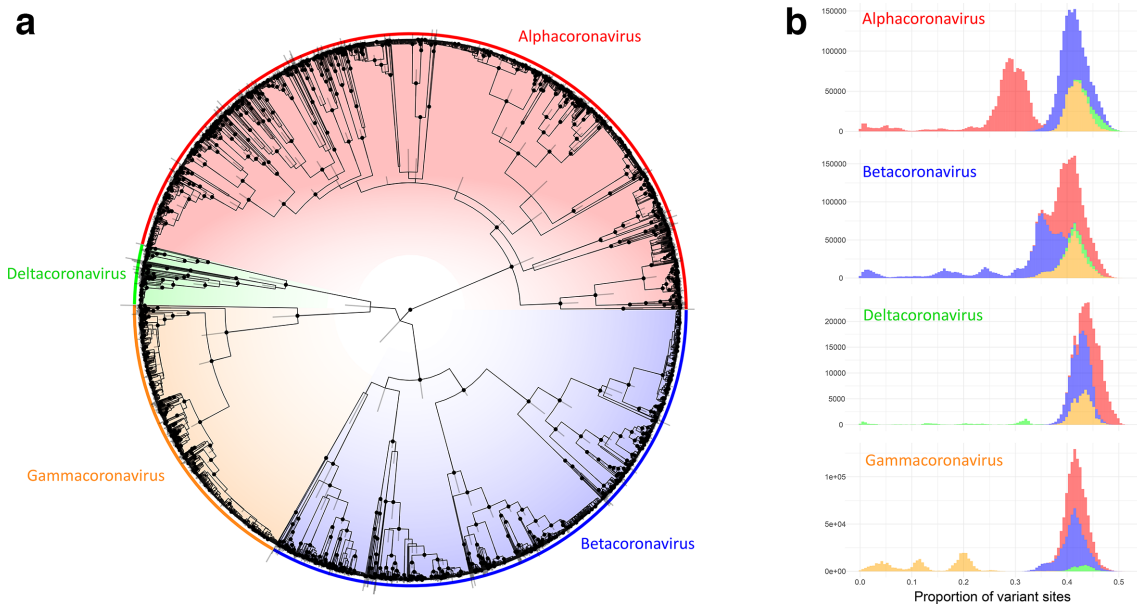 a
Alphacoronavirus
Deltacoronavirus
Gammacoronavirus
Betacoronavirus
b
Alphacoronavirus
150000
100000
50000
0
Betacoronavirus
150000
100000
50000
0
Deltacoronavirus
20000
15000
10000
5000
0
Gammacoronavirus
1e+05
5e+04
0e+00
0.0 0.1 0.2 0.3 0.4 0.5
Proportion of variant sites